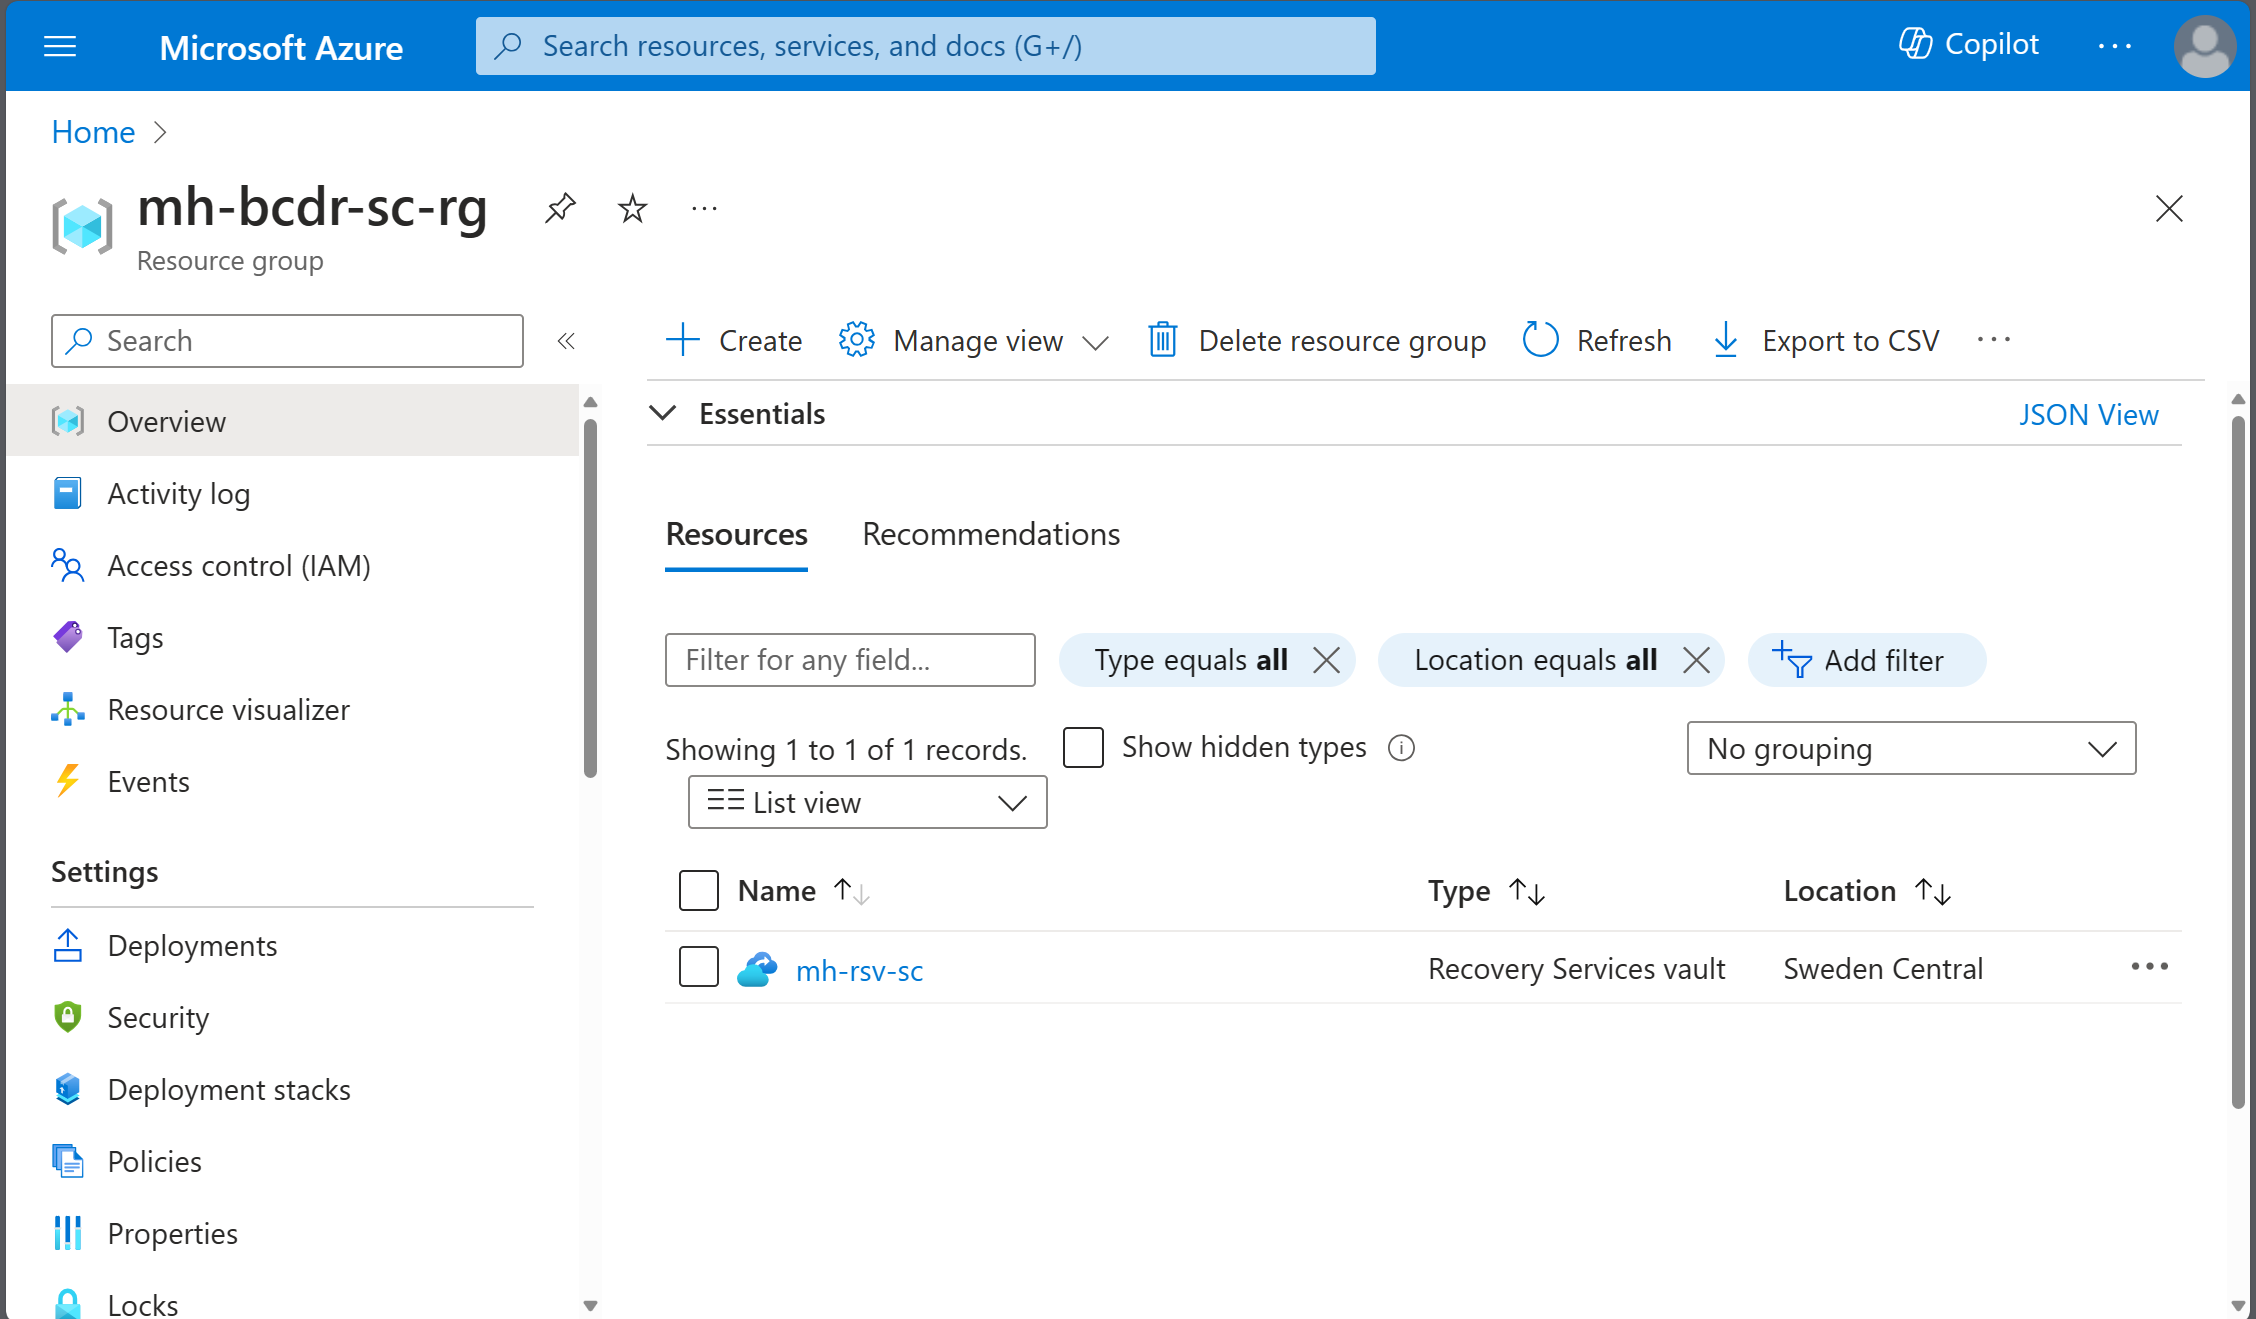 Microsoft Azure
Search resources, services, and docs (G+/)
Copilot
Home
mh-bcdr-sc-rg
Resource group
Search
Create
Manage view
Delete resource group
Refresh
Export to CSV
Overview
Activity log
Access control (IAM)
Tags
Resource visualizer
Events
Settings
Deployments
Security
Deployment stacks
Policies
Properties
Locks
Essentials
JSON View
Resources
Recommendations
Filter for any field...
Type equals all
Location equals all
Add filter
Showing 1 to 1 of 1 records.
Show hidden types
No grouping
List view
Name
Type
Location
mh-rsv-sc
Recovery Services vault
Sweden Central